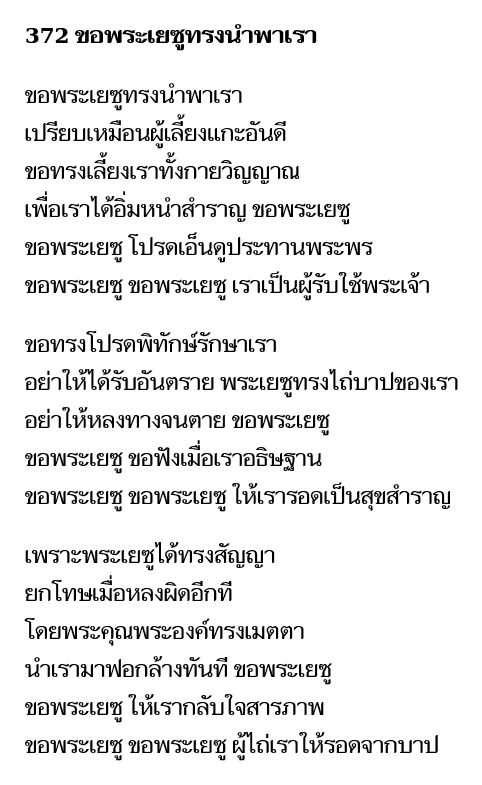 372 ขอพระเยซูทรงนำพาเรา
ขอพระเยซูทรงนำพาเรา
เปรียบเหมือนผู้เลี้ยงแกะอันดี
ขอทรงเลี้ยงเราทั้งกายวิญญาณ
เพื่อเราได้อิ่มหนำสำราญ ขอพระเยซู
ขอพระเยซู โปรดเอ็นดูประทานพระพร
ขอพระเยซู ขอพระเยซู เราเป็นผู้รับใช้พระเจ้า
ขอทรงโปรดพิทักษ์รักษาเรา
อย่าให้ได้รับอันตราย พระเยซูทรงไถ่บาปของเรา
อย่าให้หลงทางจนตาย ขอพระเยซู
ขอพระเยซู ขอฟังเมื่อเราอธิษฐาน
ขอพระเยซู ขอพระเยซู ให้เรารอดเป็นสุขสำราญ
เพราะพระเยซูได้ทรงสัญญา
ยกโทษเมื่อหลงผิดอีกที
โดยพระคุณพระองค์ทรงเมตตา
นำเรามาฟอกล้างทันที ขอพระเยซู
ขอพระเยซู ให้เรากลับใจสารภาพ
ขอพระเยซู ขอพระเยซู ผู้ไถ่เราให้รอดจากบาป